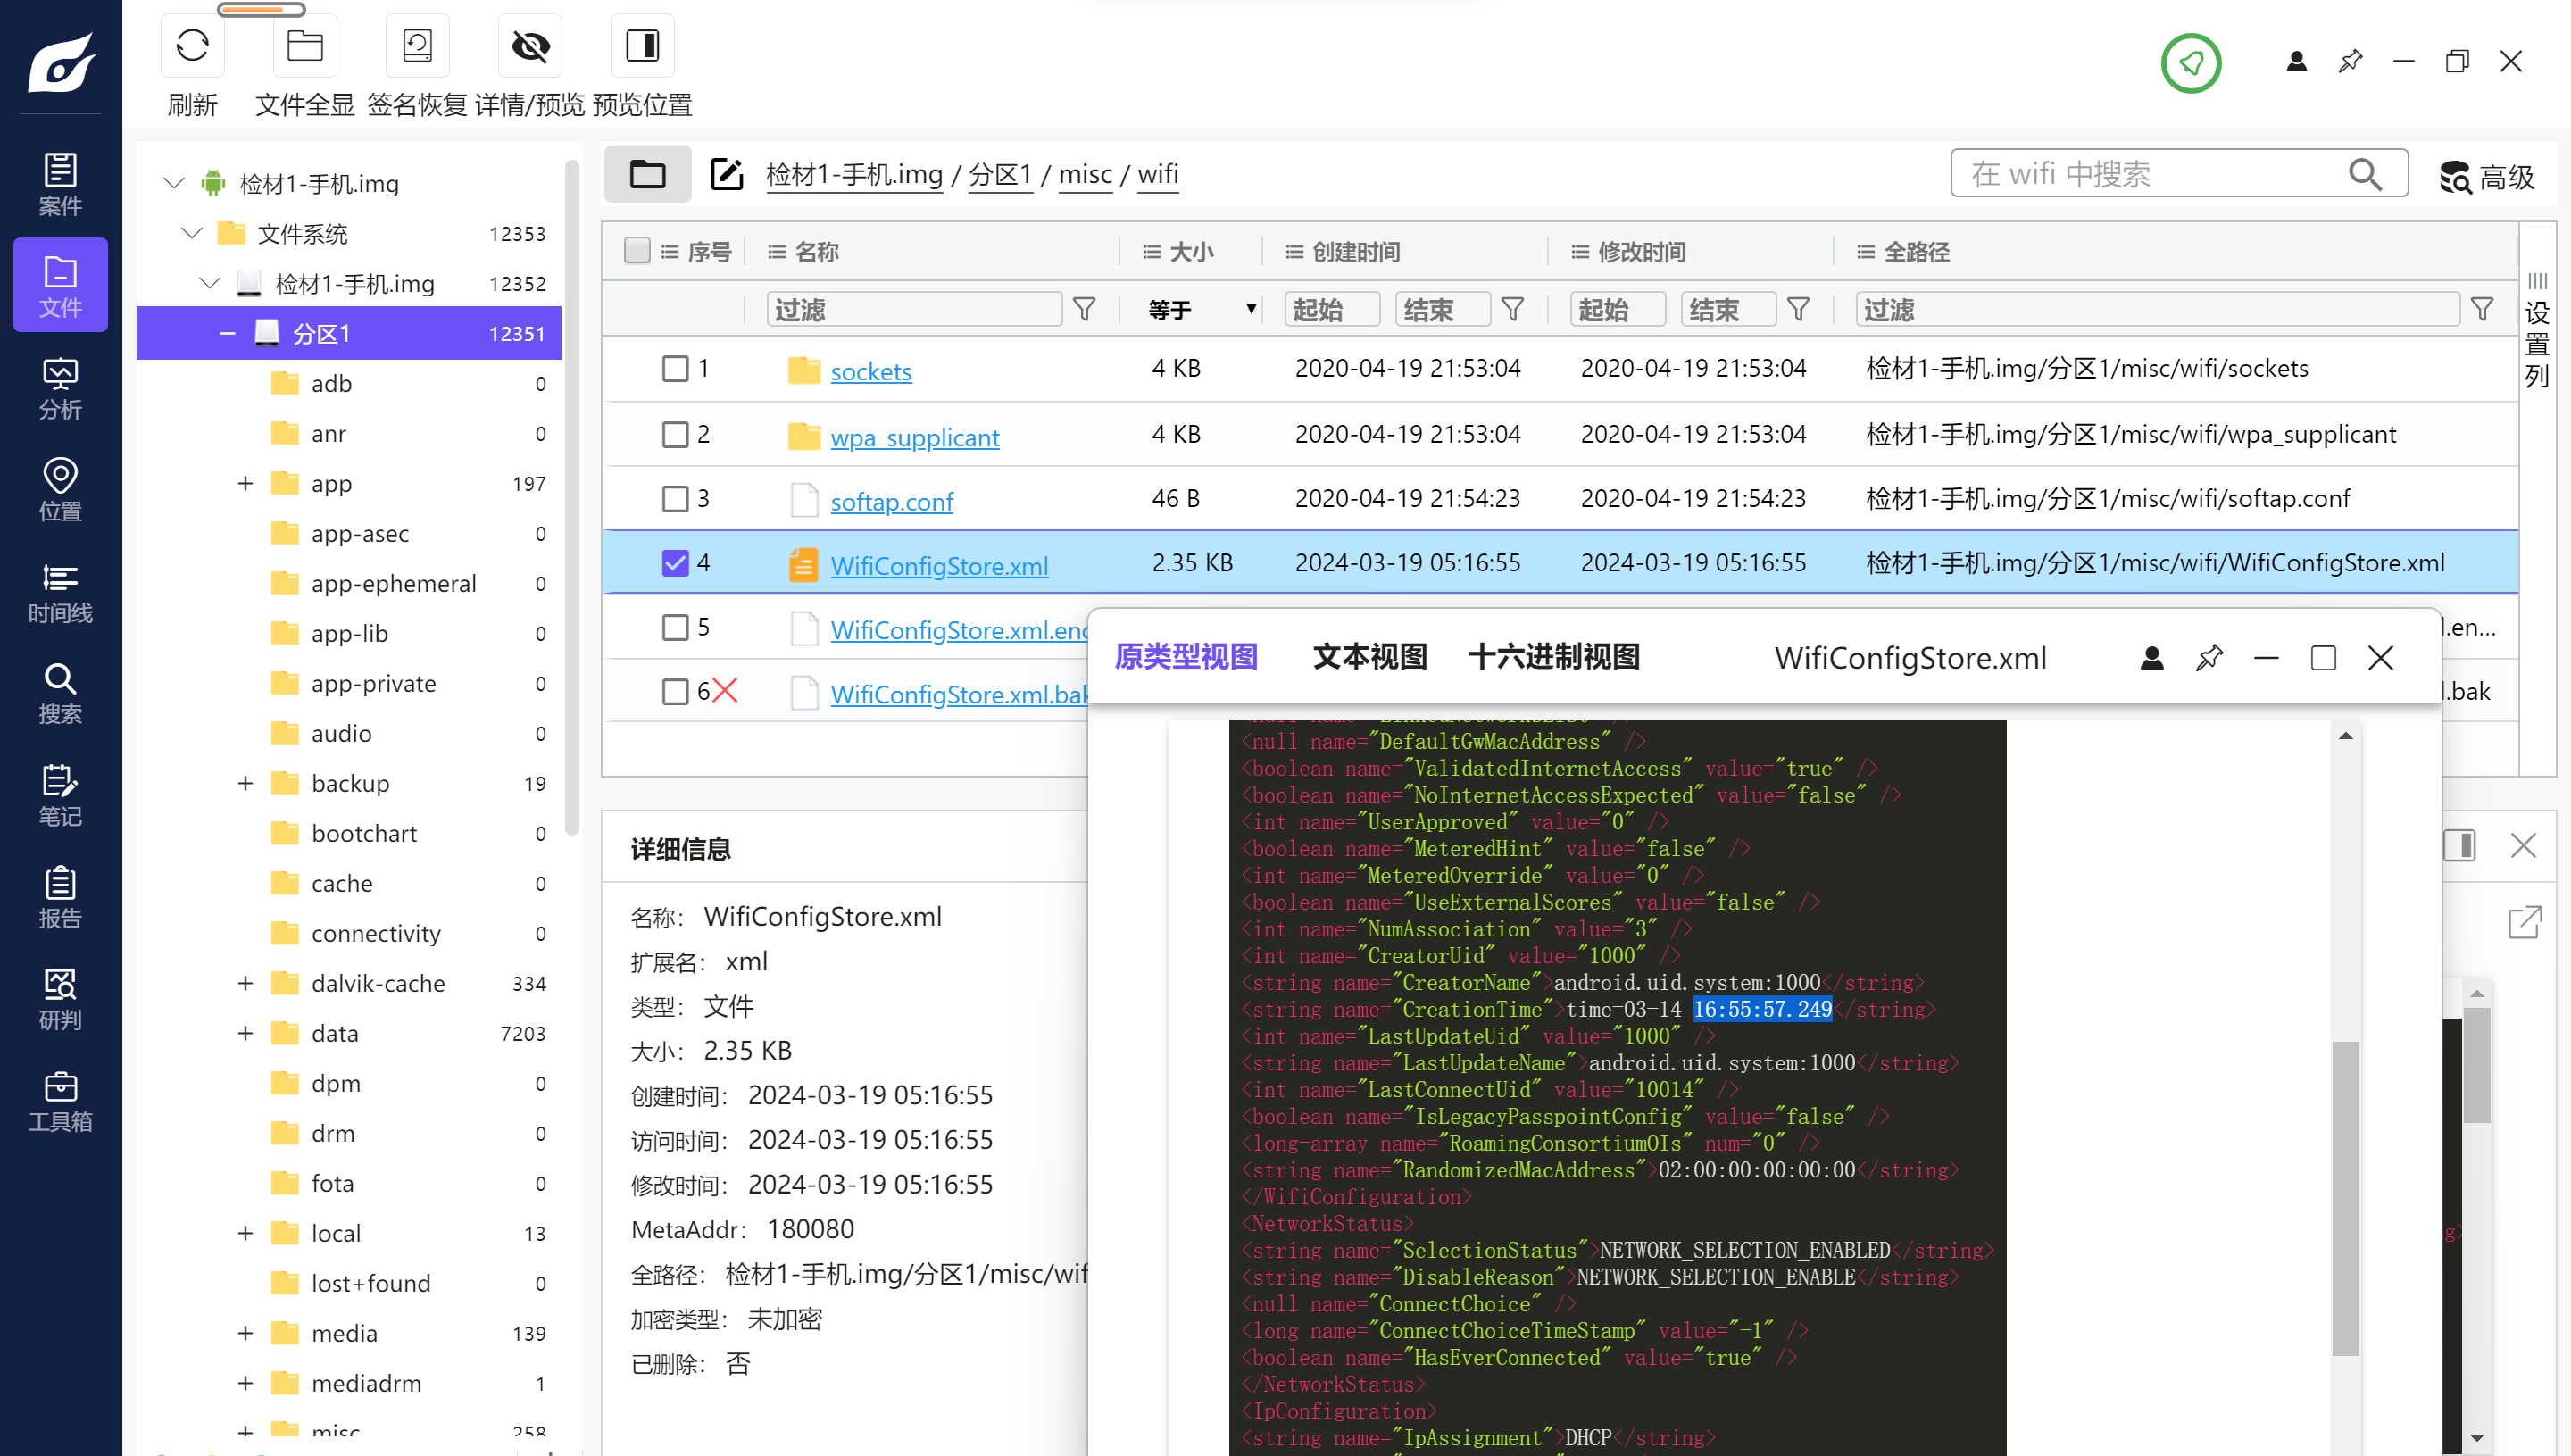 刷新
文件全显
签名恢复
详情/预览
预览位置
案件
文件
分析
位置
时间线
搜索
笔记
报告
研判
工具箱
检材1-手机.img
文件系统 12353
检材1-手机.img 12352
分区1 12351
adb 0
anr 0
app 197
app-asec 0
app-ephemeral 0
app-lib 0
app-private 0
audio 0
backup 19
bootchart 0
cache 0
connectivity 0
dalvik-cache 334
data 7203
dpm 0
drm 0
fota 0
local 13
lost+found 0
media 139
mediadrm 1
misc 258
检材1-手机.img / 分区1 / misc / wifi
在 wifi 中搜索
高级
序号 名称 大小 创建时间 修改时间 全路径
过滤 等于 起始 结束 起始 结束 过滤
设置列
1 sockets 4 KB 2020-04-19 21:53:04 2020-04-19 21:53:04 检材1-手机.img/分区1/misc/wifi/sockets
2 wpa_supplicant 4 KB 2020-04-19 21:53:04 2020-04-19 21:53:04 检材1-手机.img/分区1/misc/wifi/wpa_supplicant
3 softap.conf 46 B 2020-04-19 21:54:23 2020-04-19 21:54:23 检材1-手机.img/分区1/misc/wifi/softap.conf
4 WifiConfigStore.xml 2.35 KB 2024-03-19 05:16:55 2024-03-19 05:16:55 检材1-手机.img/分区1/misc/wifi/WifiConfigStore.xml
5 WifiConfigStore.xml.enc l.en...
6 WifiConfigStore.xml.bak l.bak
详细信息
名称： WifiConfigStore.xml
扩展名： xml
类型： 文件
大小： 2.35 KB
创建时间： 2024-03-19 05:16:55
访问时间： 2024-03-19 05:16:55
修改时间： 2024-03-19 05:16:55
MetaAddr： 180080
全路径： 检材1-手机.img/分区1/misc/wif
加密类型： 未加密
已删除： 否
原类型视图 文本视图 十六进制视图 WifiConfigStore.xml
<null name="LinkedNetworksList" />
<null name="DefaultGwMacAddress" />
<boolean name="ValidatedInternetAccess" value="true" />
<boolean name="NoInternetAccessExpected" value="false" />
<int name="UserApproved" value="0" />
<boolean name="MeteredHint" value="false" />
<int name="MeteredOverride" value="0" />
<boolean name="UseExternalScores" value="false" />
<int name="NumAssociation" value="3" />
<int name="CreatorUid" value="1000" />
<string name="CreatorName">android.uid.system:1000</string>
<string name="CreationTime">time=03-14 16:55:57.249</string>
<int name="LastUpdateUid" value="1000" />
<string name="LastUpdateName">android.uid.system:1000</string>
<int name="LastConnectUid" value="10014" />
<boolean name="IsLegacyPasspointConfig" value="false" />
<long-array name="RoamingConsortiumOIs" num="0" />
<string name="RandomizedMacAddress">02:00:00:00:00:00</string>
</WifiConfiguration>
<NetworkStatus>
<string name="SelectionStatus">NETWORK_SELECTION_ENABLED</string>
<string name="DisableReason">NETWORK_SELECTION_ENABLE</string>
<null name="ConnectChoice" />
<long name="ConnectChoiceTimeStamp" value="-1" />
<boolean name="HasEverConnected" value="true" />
</NetworkStatus>
<IpConfiguration>
<string name="IpAssignment">DHCP</string>
g>